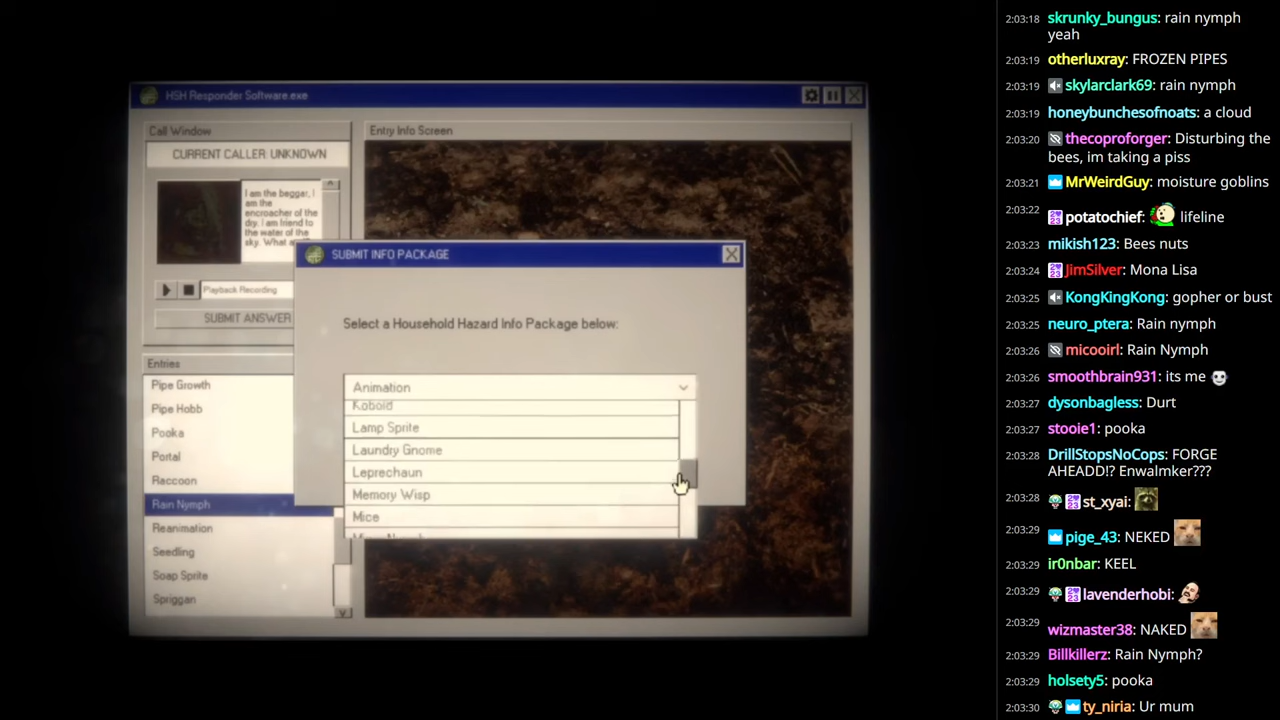 HSH Responder Software.exe
Call Window
CURRENT CALLER: UNKNOWN
I am the beggar, I
am the
encroacher of the
dry. I am friend to
the water of the
sky. What a
Playback Recording
SUBMIT ANSWER
Entries
Pipe Growth
Pipe Hobb
Pooka
Portal
Raccoon
Rain Nymph
Reanimation
Seedling
Soap Sprite
Spriggan
Entry Info Screen
SUBMIT INFO PACKAGE
Select a Household Hazard Info Package below:
Animation
Kobold
Lamp Sprite
Laundry Gnome
Leprechaun
Memory Wisp
Mice
2:03:18 skrunky_bungus: rain nymph
yeah
2:03:19 otherluxray: FROZEN PIPES
2:03:19 skylarclark69: rain nymph
2:03:19 honeybunchesofnoats: a cloud
2:03:20 thecoproforger: Disturbing the
bees, im taking a piss
2:03:21 MrWeirdGuy: moisture goblins
2:03:22 potatochief: lifeline
2:03:23 mikish123: Bees nuts
2:03:24 JimSilver: Mona Lisa
2:03:25 KongKingKong: gopher or bust
2:03:25 neuro_ptera: Rain nymph
2:03:26 micooirl: Rain Nymph
2:03:26 smoothbrain931: its me
2:03:27 dysonbagless: Durt
2:03:27 stooie1: pooka
2:03:28 DrillStopsNoCops: FORGE
AHEADD!? Enwalmker???
2:03:28 st_xyai:
2:03:29 pige_43: NEKED
2:03:29 ir0nbar: KEEL
2:03:29 lavenderhobi:
2:03:29 wizmaster38: NAKED
2:03:29 Billkillerz: Rain Nymph?
2:03:29 holsety5: pooka
2:03:30 ty_niria: Ur mum